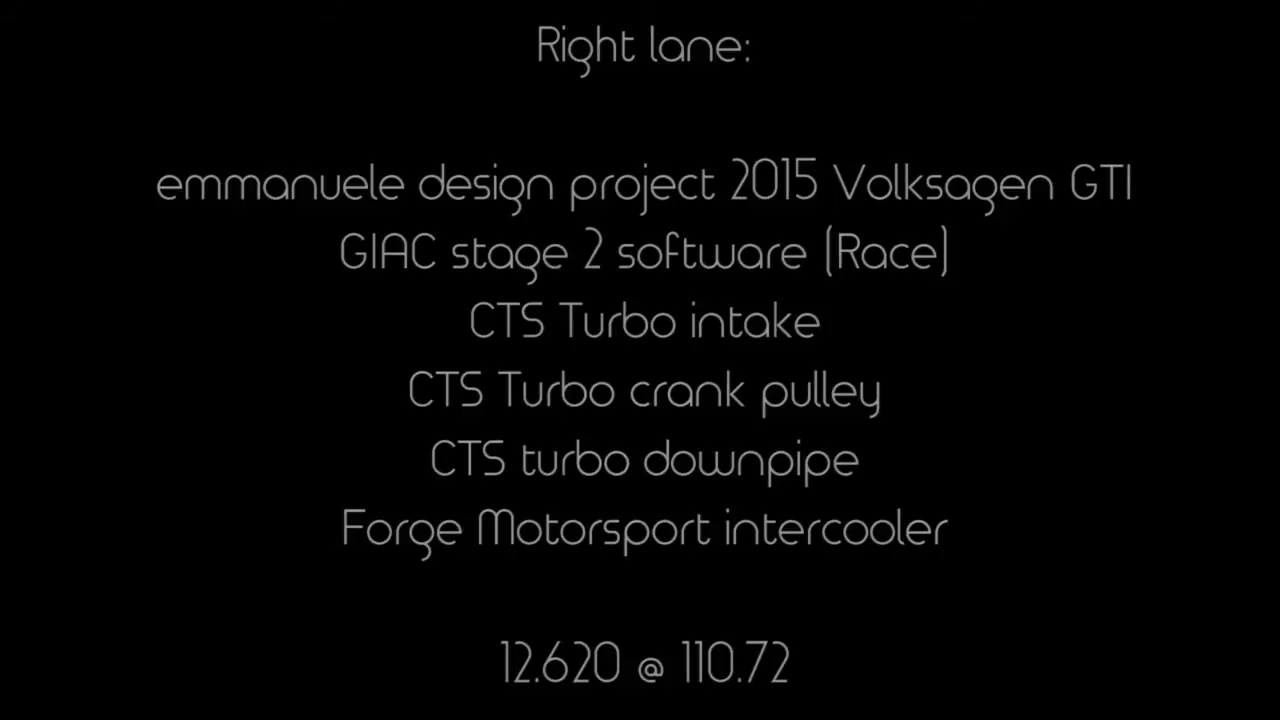 Right lane:
emmanuele design project 2015 Volksagen GTI
GIAC stage 2 software (Race)
CTS Turbo intake
CTS Turbo crank pulley
CTS turbo downpipe
Forge Motorsport intercooler
12.620 @ 110.72